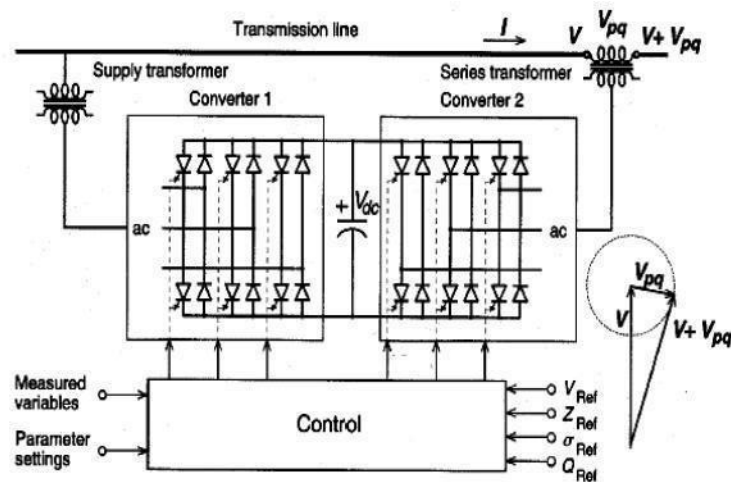 Transmission line
I
V
Vpq
V+ Vpq
Supply transformer
Series transformer
Converter 1
Converter 2
ac
+ Vdc
ac
Vpq
V
V+ Vpq
Measured
variables
Parameter
settings
Control
VRef
ZRef
σRef
QRef